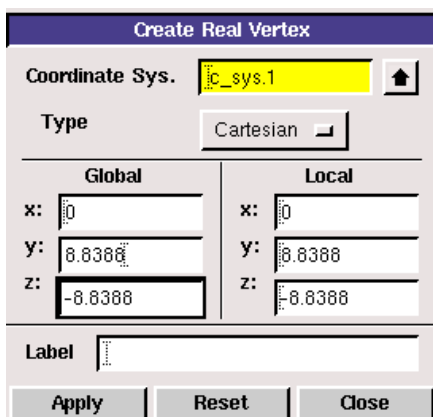 Create Real Vertex
Coordinate Sys. c_sys.1
Type Cartesian
Global Local
x: 0 x: 0
y: 8.8388 y: 8.8388
z: -8.8388 z: -8.8388
Label
Apply Reset Close